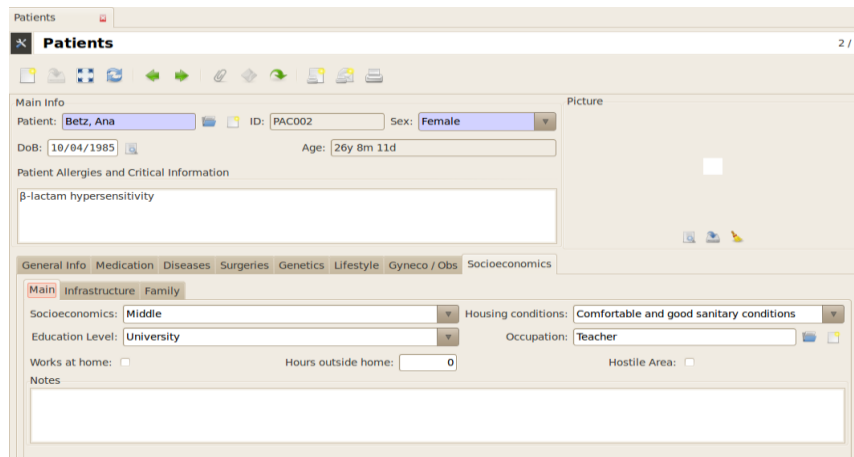 Patients
Patients 2 /
Main Info
Picture
Patient: Betz, Ana ID: PAC002 Sex: Female
DoB: 10/04/1985 Age: 26y 8m 11d
Patient Allergies and Critical Information
β-lactam hypersensitivity
General Info Medication Diseases Surgeries Genetics Lifestyle Gyneco / Obs Socioeconomics
Main Infrastructure Family
Socioeconomics: Middle Housing conditions: Comfortable and good sanitary conditions
Education Level: University Occupation: Teacher
Works at home: Hours outside home: 0 Hostile Area:
Notes